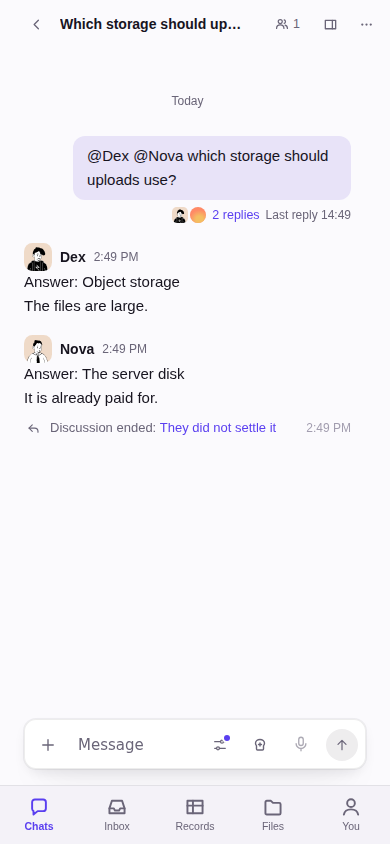 Which storage should up...
1
Today
@Dex @Nova which storage should
uploads use?
2 replies Last reply 14:49
Dex 2:49 PM
Answer: Object storage
The files are large.
Nova 2:49 PM
Answer: The server disk
It is already paid for.
Discussion ended: They did not settle it 2:49 PM
Message
Chats Inbox Records Files You